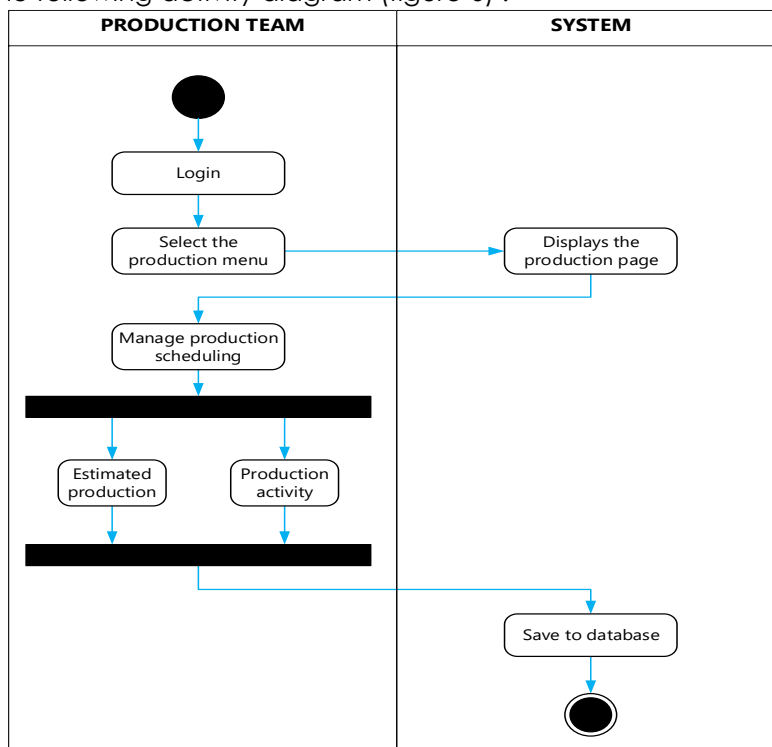 following activity diagram (figure 6) :
PRODUCTION TEAM
SYSTEM
Login
Select the
production menu
Displays the
production page
Manage production
scheduling
Estimated
production
Production
activity
Save to database